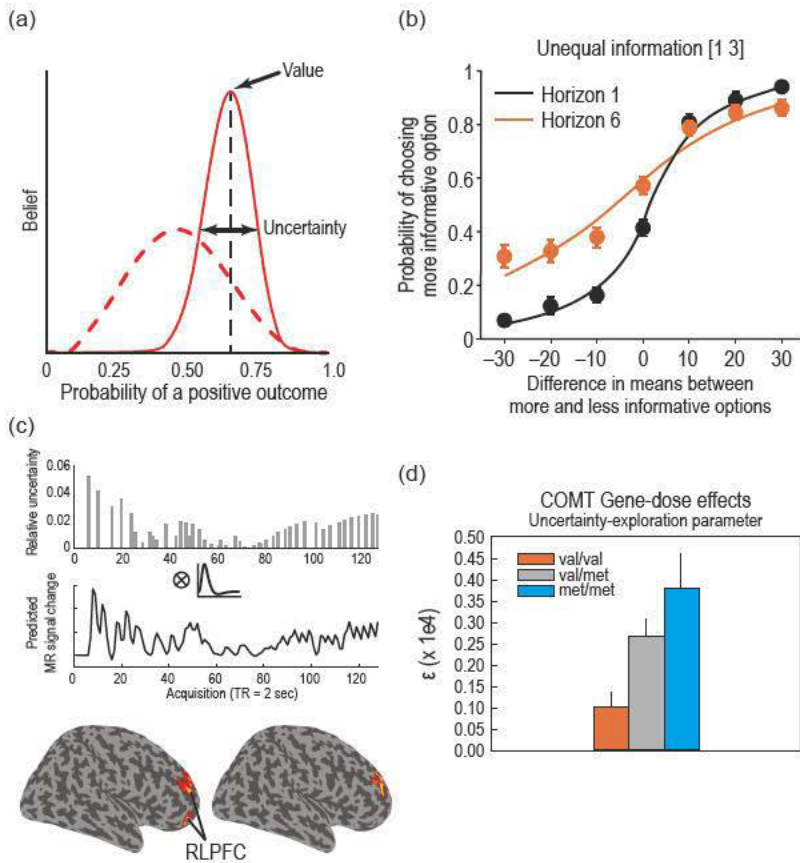 (a)
Value
Uncertainty
Belief
0 0.25 0.50 0.75 1.0
Probability of a positive outcome
(b)
Unequal information [1 3]
Horizon 1
Horizon 6
Probability of choosing
more informative option
1
0.8
0.6
0.4
0.2
0
–30 –20 –10 0 10 20 30
Difference in means between
more and less informative options
(c)
Relative uncertainty
0.06
0.02
0
0 20 40 60 80 100 120
⊗
Predicted
MR signal change
0 20 40 60 80 100 120
Acquisition (TR = 2 sec)
RLPFC
(d)
COMT Gene-dose effects
Uncertainty-exploration parameter
val/val
val/met
met/met
ε (x 1e4)
0.50
0.45
0.40
0.35
0.30
0.25
0.20
0.15
0.10
0.05
0.00